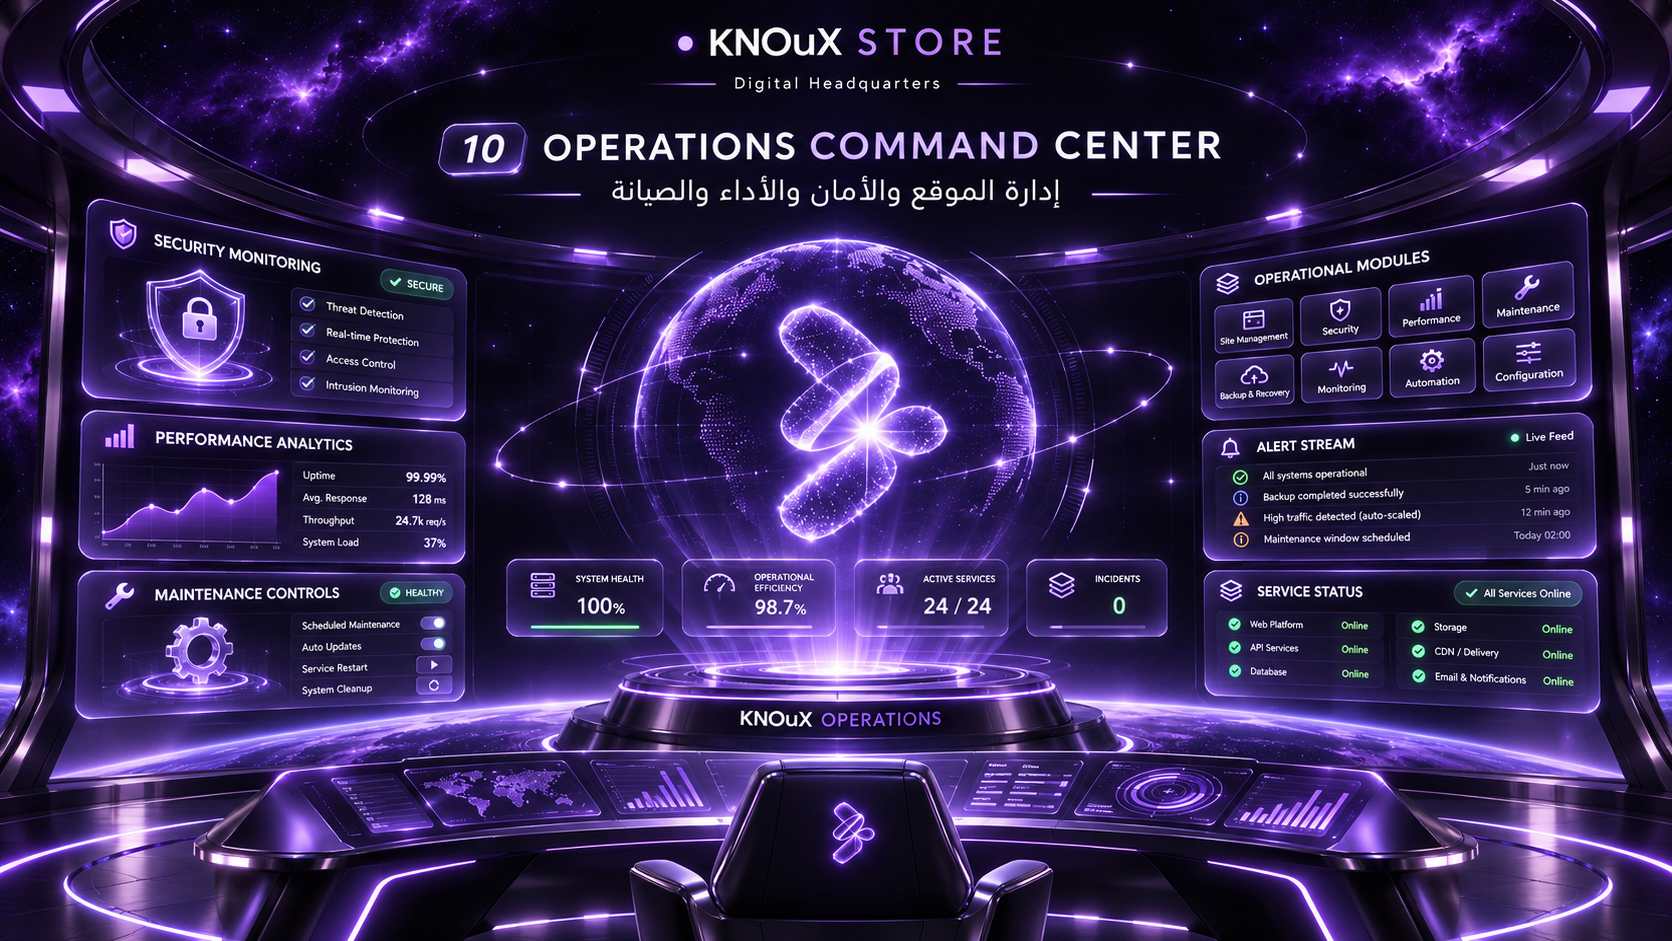 KNOuX STORE
Digital Headquarters
10 OPERATIONS COMMAND CENTER
إدارة الموقع والأمان والأداء والصيانة
SECURITY MONITORING
SECURE
Threat Detection
Real-time Protection
Access Control
Intrusion Monitoring
PERFORMANCE ANALYTICS
Uptime 99.99%
Avg. Response 128 ms
Throughput 24.7k req/s
System Load 37%
MAINTENANCE CONTROLS
HEALTHY
Scheduled Maintenance
Auto Updates
Service Restart
System Cleanup
SYSTEM HEALTH
100%
OPERATIONAL
EFFICIENCY
98.7%
ACTIVE SERVICES
24 / 24
INCIDENTS
0
KNOuX OPERATIONS
OPERATIONAL MODULES
Site Management
Security
Performance
Maintenance
Backup & Recovery
Monitoring
Automation
Configuration
ALERT STREAM
Live Feed
All systems operational Just now
Backup completed successfully 5 min ago
High traffic detected (auto-scaled) 12 min ago
Maintenance window scheduled Today 02:00
SERVICE STATUS
All Services Online
Web Platform Online
API Services Online
Database Online
Storage Online
CDN / Delivery Online
Email & Notifications Online